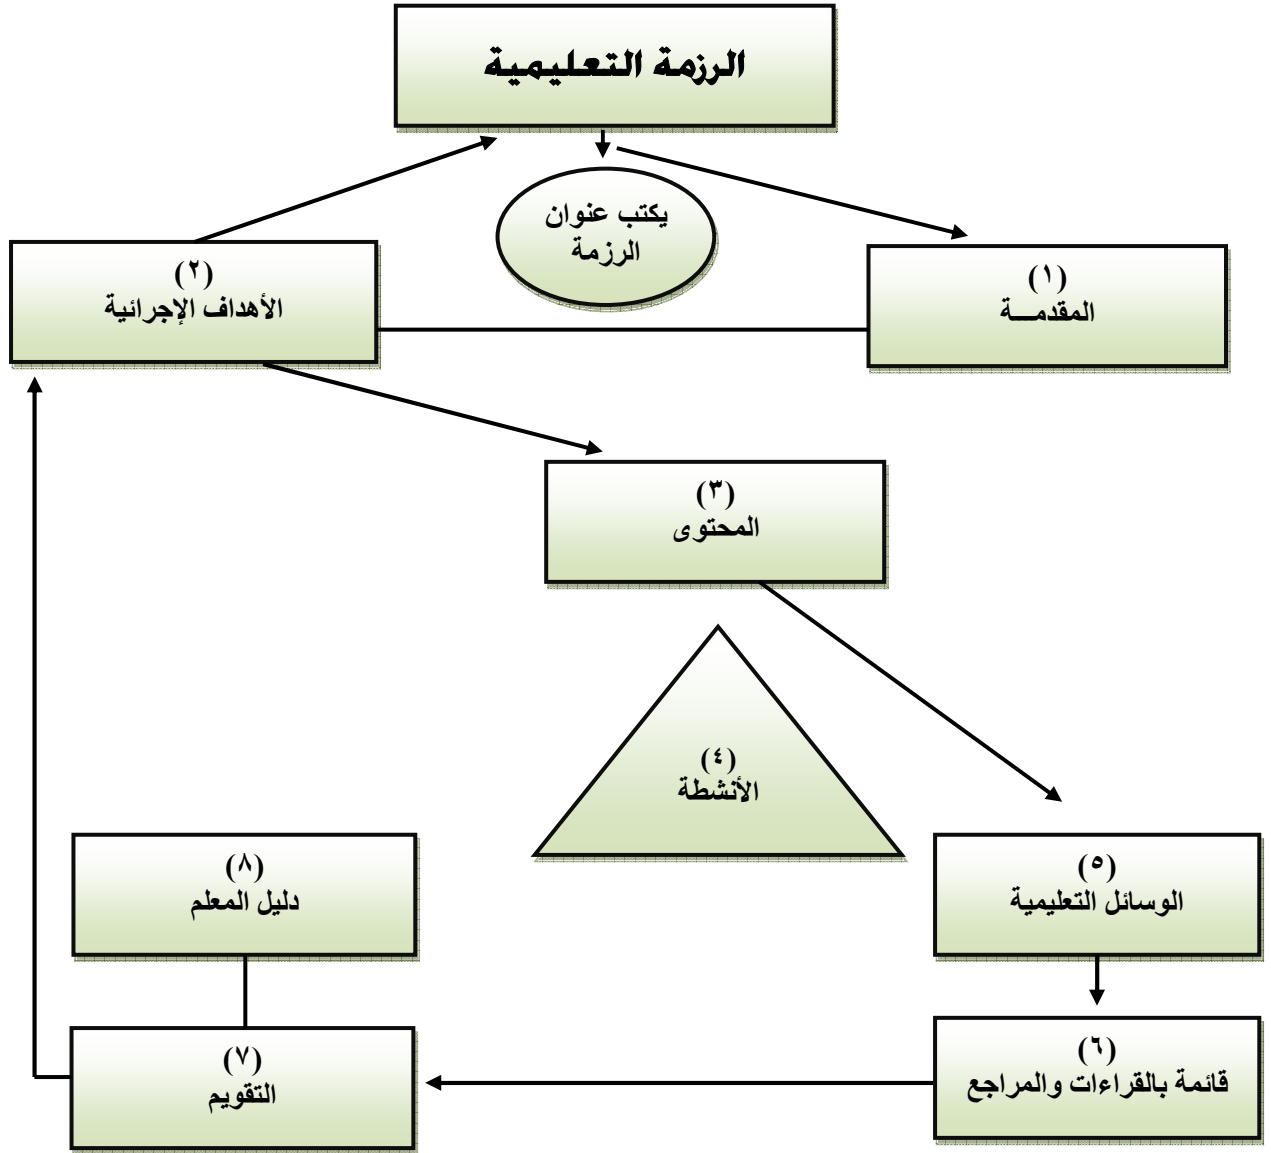 الرزمة التعليمية
يكتب عنوان
الرزمة
(١)
المقدمـــة
(٢)
الأهداف الإجرائية
(٣)
المحتوى
(٤)
الأنشطة
(٥)
الوسائل التعليمية
(٦)
قائمة بالقراءات والمراجع
(٧)
التقويم
(٨)
دليل المعلم